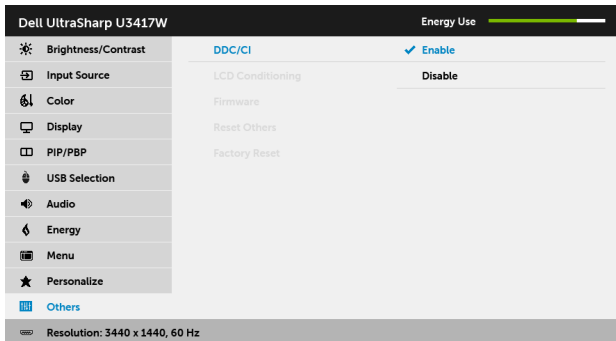 Dell UltraSharp U3417W
Energy Use
Brightness/Contrast
DDC/CI
Enable
Input Source
LCD Conditioning
Disable
Color
Firmware
Display
Reset Others
PIP/PBP
Factory Reset
USB Selection
Audio
Energy
Menu
Personalize
Others
Resolution: 3440 x 1440, 60 Hz